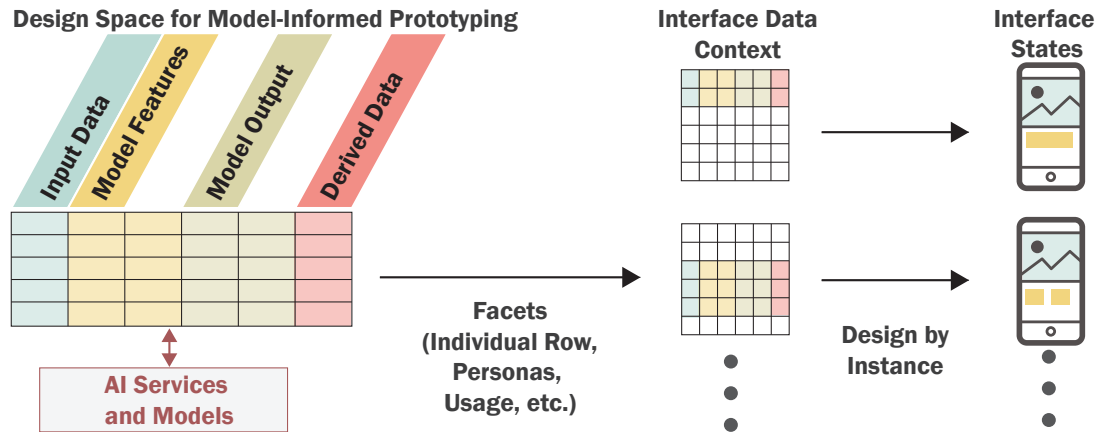 Design Space for Model-Informed Prototyping
Input Data
Model Features
Model Output
Derived Data
AI Services
and Models
Facets
(Individual Row,
Personas,
Usage, etc.)
Interface Data
Context
Design by
Instance
Interface
States